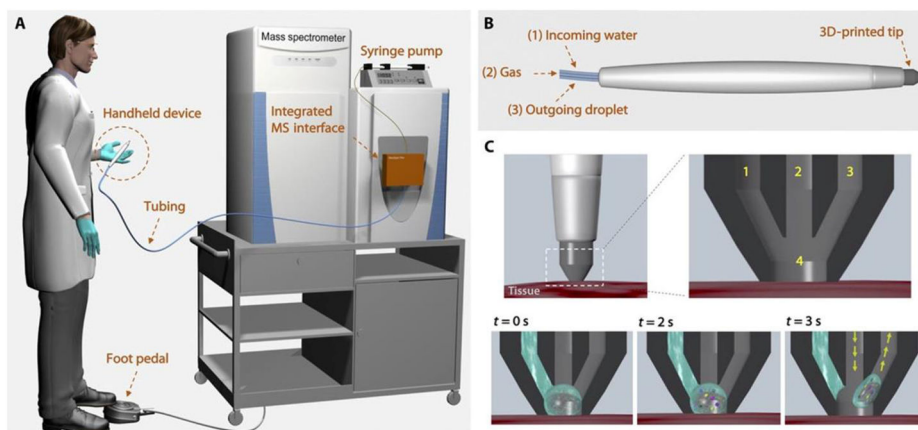 A
Mass spectrometer
Syringe pump
Handheld device
Integrated
MS interface
Tubing
Foot pedal
B
(1) Incoming water
(2) Gas
(3) Outgoing droplet
3D-printed tip
C
Tissue
1 2 3
4
t = 0 s
t = 2 s
t = 3 s